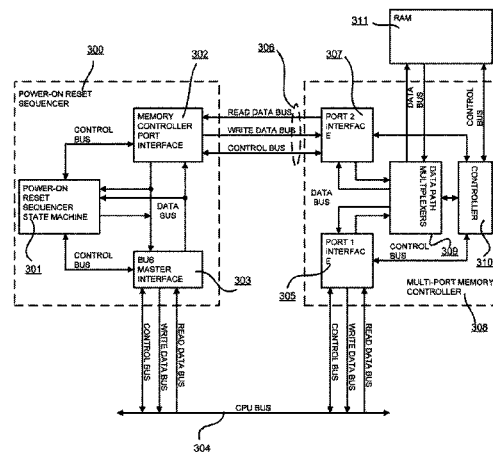 300
POWER-ON RESET
SEQUENCER
302
MEMORY
CONTROLLER
PORT
INTERFACE
CONTROL
BUS
POWER-ON
RESET
SEQUENCER
STATE MACHINE
301
DATA
BUS
CONTROL
BUS
BUS
MASTER
INTERFACE
303
306
READ DATA BUS
WRITE DATA BUS
CONTROL BUS
307
PORT 2
INTERFAC
E
RAM
311
DATA
BUS
CONTROL
BUS
DATA
BUS
DATA PATH
MULTIPLEXERS
309
CONTROLLER
310
PORT 1
INTERFAC
E
305
CONTROL
BUS
MULTI-PORT MEMORY
CONTROLLER
308
CONTROL BUS
WRITE DATA BUS
READ DATA BUS
CONTROL BUS
WRITE DATA BUS
READ DATA BUS
CPU BUS
304